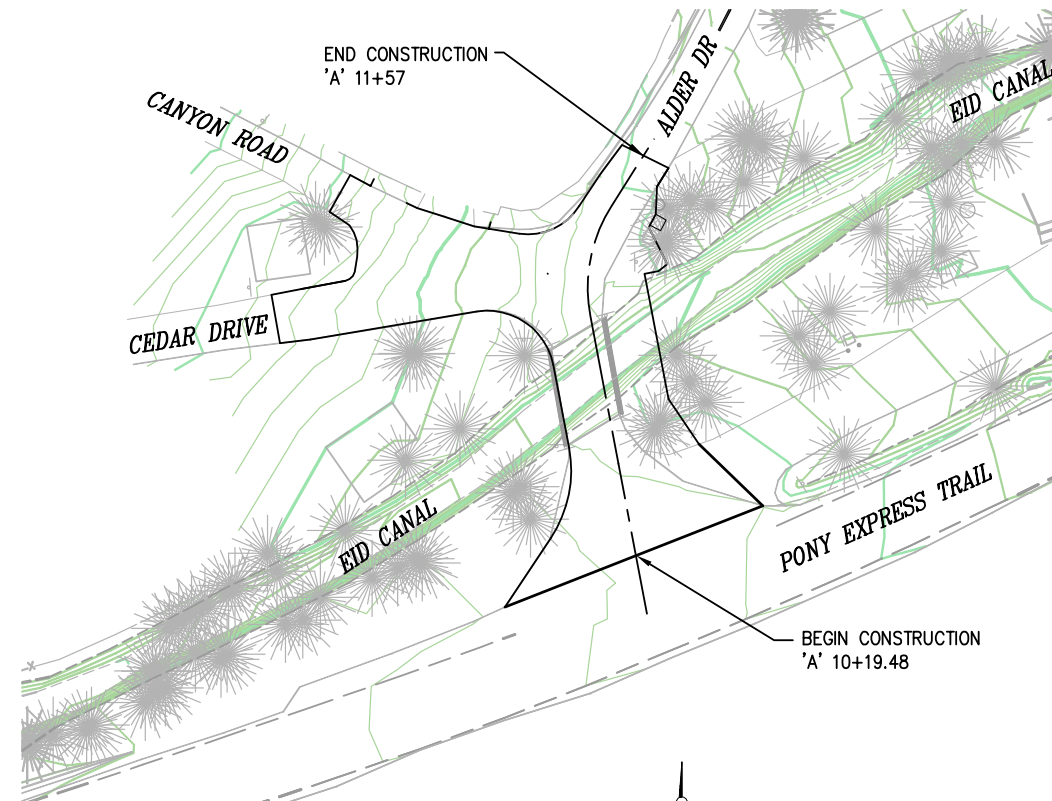 END CONSTRUCTION
'A' 11+57
CANYON ROAD
ALDER DR
EID CANAL
CEDAR DRIVE
EID CANAL
PONY EXPRESS TRAIL
BEGIN CONSTRUCTION
'A' 10+19.48